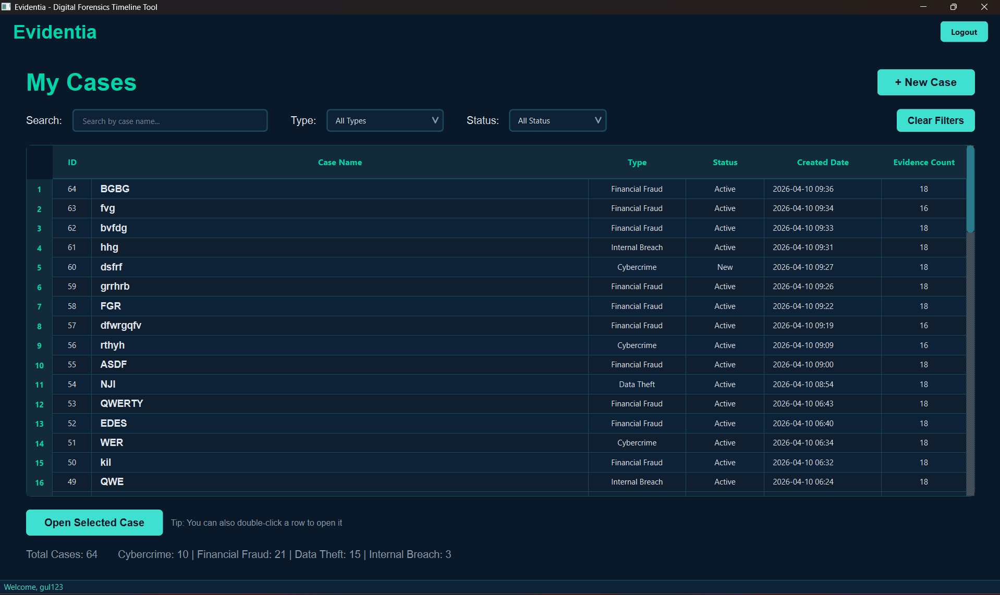 Evidentia - Digital Forensics Timeline Tool
Evidentia
Logout
My Cases
+ New Case
Search: Search by case name... Type: All Types Status: All Status Clear Filters
ID Case Name Type Status Created Date Evidence Count
1 64 BGBG Financial Fraud Active 2026-04-10 09:36 18
2 63 fvg Financial Fraud Active 2026-04-10 09:34 16
3 62 bvfdg Financial Fraud Active 2026-04-10 09:33 18
4 61 hhg Internal Breach Active 2026-04-10 09:31 18
5 60 dsfrf Cybercrime New 2026-04-10 09:27 18
6 59 grrhrb Financial Fraud Active 2026-04-10 09:26 18
7 58 FGR Financial Fraud Active 2026-04-10 09:22 18
8 57 dfwrgqfv Financial Fraud Active 2026-04-10 09:19 16
9 56 rthyh Cybercrime Active 2026-04-10 09:09 16
10 55 ASDF Financial Fraud Active 2026-04-10 09:00 18
11 54 NJI Data Theft Active 2026-04-10 08:54 18
12 53 QWERTY Financial Fraud Active 2026-04-10 06:43 18
13 52 EDES Financial Fraud Active 2026-04-10 06:40 18
14 51 WER Cybercrime Active 2026-04-10 06:34 18
15 50 kil Financial Fraud Active 2026-04-10 06:32 18
16 49 QWE Internal Breach Active 2026-04-10 06:24 18
Open Selected Case Tip: You can also double-click a row to open it
Total Cases: 64 Cybercrime: 10 | Financial Fraud: 21 | Data Theft: 15 | Internal Breach: 3
Welcome, gul123